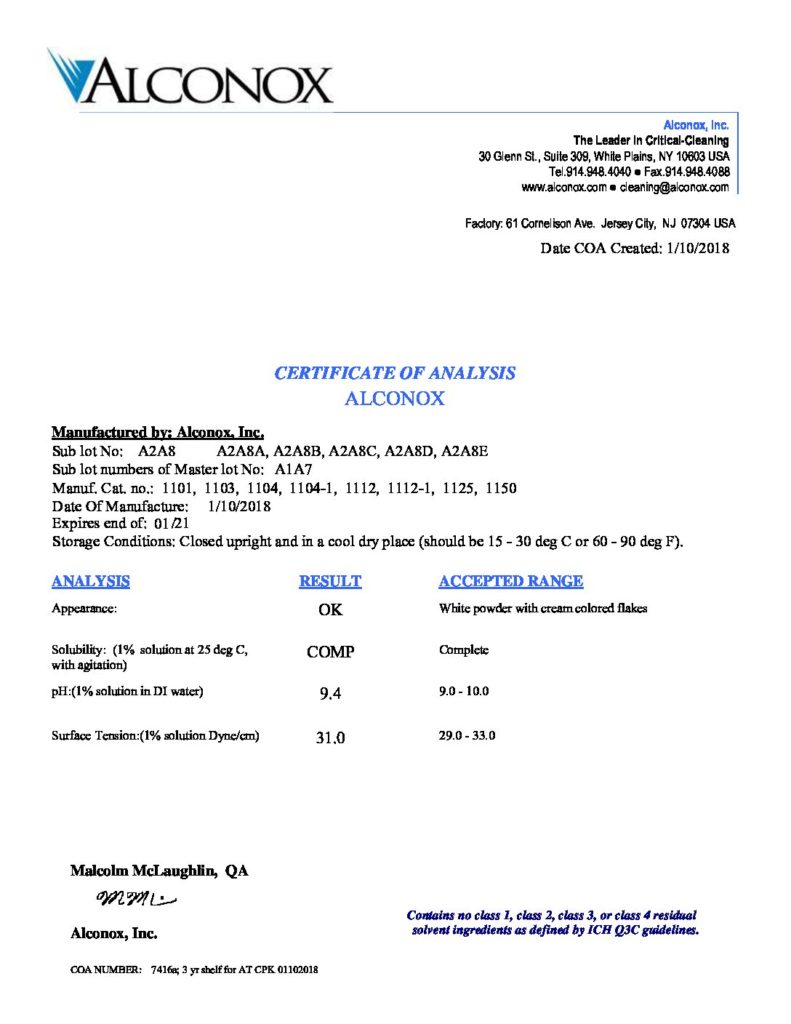 ALCONOX
Alconox, Inc.
The Leader in Critical-Cleaning
30 Glenn St., Suite 309, White Plains, NY 10603 USA
Tel.914.948.4040 ● Fax.914.948.4088
www.alconox.com ● cleaning@alconox.com
Factory: 61 Cornelison Ave. Jersey City, NJ 07304 USA
Date COA Created: 1/10/2018
CERTIFICATE OF ANALYSIS
ALCONOX
Manufactured by: Alconox, Inc.
Sub lot No: A2A8 A2A8A, A2A8B, A2A8C, A2A8D, A2A8E
Sub lot numbers of Master lot No: A1A7
Manuf. Cat. no.: 1101, 1103, 1104, 1104-1, 1112, 1112-1, 1125, 1150
Date Of Manufacture: 1/10/2018
Expires end of: 01/21
Storage Conditions: Closed upright and in a cool dry place (should be 15 - 30 deg C or 60 - 90 deg F).
ANALYSIS RESULT ACCEPTED RANGE
Appearance: OK White powder with cream colored flakes
Solubility: (1% solution at 25 deg C, COMP Complete
with agitation)
pH:(1% solution in DI water) 9.4 9.0 - 10.0
Surface Tension:(1% solution Dyne/cm) 31.0 29.0 - 33.0
Malcolm McLaughlin, QA
Alconox, Inc.
Contains no class 1, class 2, class 3, or class 4 residual
solvent ingredients as defined by ICH Q3C guidelines.
COA NUMBER: 7416a; 3 yr shelf for AT CPK 01102018